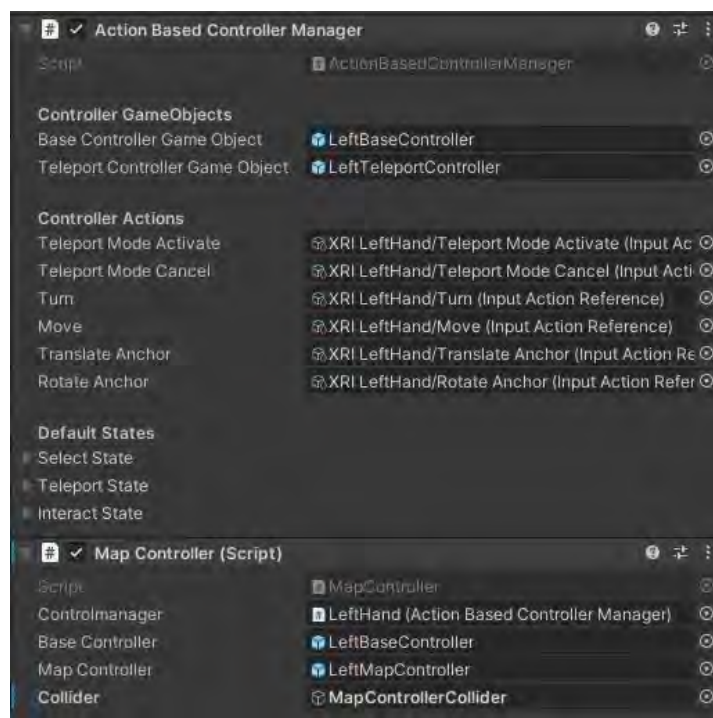 # Action Based Controller Manager
Script ActionBasedControllerManager
Controller GameObjects
Base Controller Game Object LeftBaseController
Teleport Controller Game Object LeftTeleportController
Controller Actions
Teleport Mode Activate XRI LeftHand/Teleport Mode Activate (Input Ac
Teleport Mode Cancel XRI LeftHand/Teleport Mode Cancel (Input Acti
Turn XRI LeftHand/Turn (Input Action Reference)
Move XRI LeftHand/Move (Input Action Reference)
Translate Anchor XRI LeftHand/Translate Anchor (Input Action Re
Rotate Anchor XRI LeftHand/Rotate Anchor (Input Action Refer
Default States
Select State
Teleport State
Interact State
# Map Controller (Script)
Script MapController
Controlmanager LeftHand (Action Based Controller Manager)
Base Controller LeftBaseController
Map Controller LeftMapController
Collider MapControllerCollider